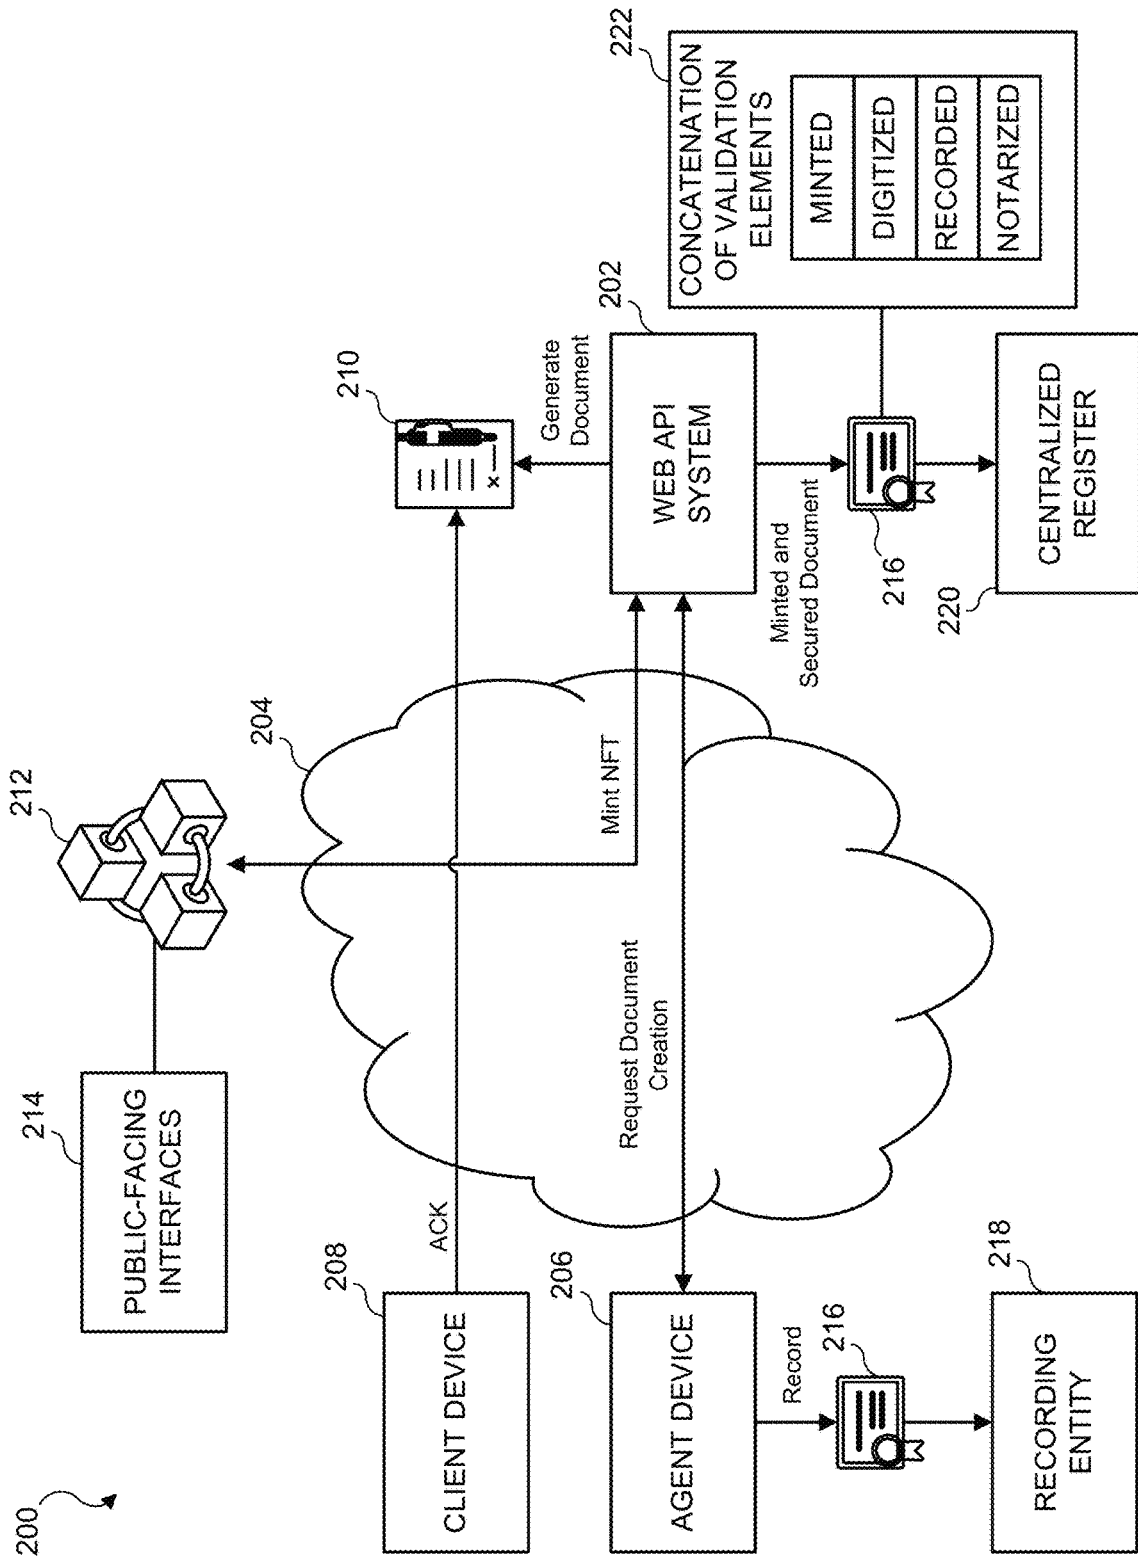 200
PUBLIC-FACING
INTERFACES
214
212
CLIENT DEVICE
208
ACK
204
210
AGENT DEVICE
206
Request Document
Creation
Mint NFT
Generate
Document
WEB API
SYSTEM
202
Record
216
RECORDING
ENTITY
218
Minted and
Secured Document
216
CENTRALIZED
REGISTER
220
CONCATENATION
OF VALIDATION
ELEMENTS
222
MINTED
DIGITIZED
RECORDED
NOTARIZED
x